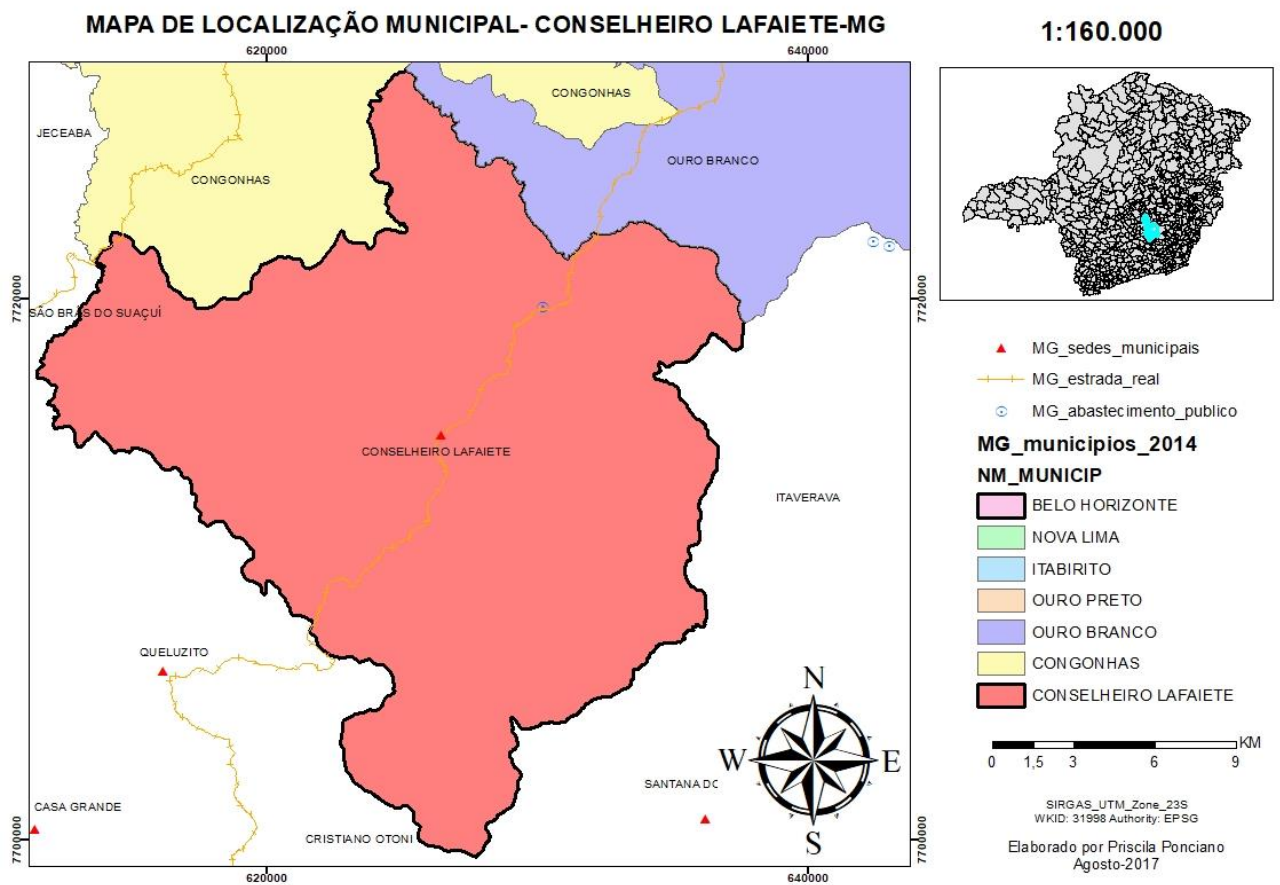 MAPA DE LOCALIZAÇÃO MUNICIPAL- CONSELHEIRO LAFAIETE-MG
1:160.000
620000
640000
JECEABA
CONGONHAS
CONGONHAS
OURO BRANCO
7720000
7720000
SÃO BRÁS DO SUAÇUÍ
CONSELHEIRO LAFAIETE
ITAVERAVA
QUELUZITO
CASA GRANDE
CRISTIANO OTONI
SANTANA DO
N
W
E
S
7700000
7700000
620000
640000
MG_sedes_municipais
MG_estrada_real
MG_abastecimento_publico
MG_municipios_2014
NM_MUNICIP
BELO HORIZONTE
NOVA LIMA
ITABIRITO
OURO PRETO
OURO BRANCO
CONGONHAS
CONSELHEIRO LAFAIETE
KM
0 1,5 3 6 9
SIRGAS_UTM_Zone_23S
WKID: 31998 Authority: EPSG
Elaborado por Priscila Ponciano
Agosto-2017